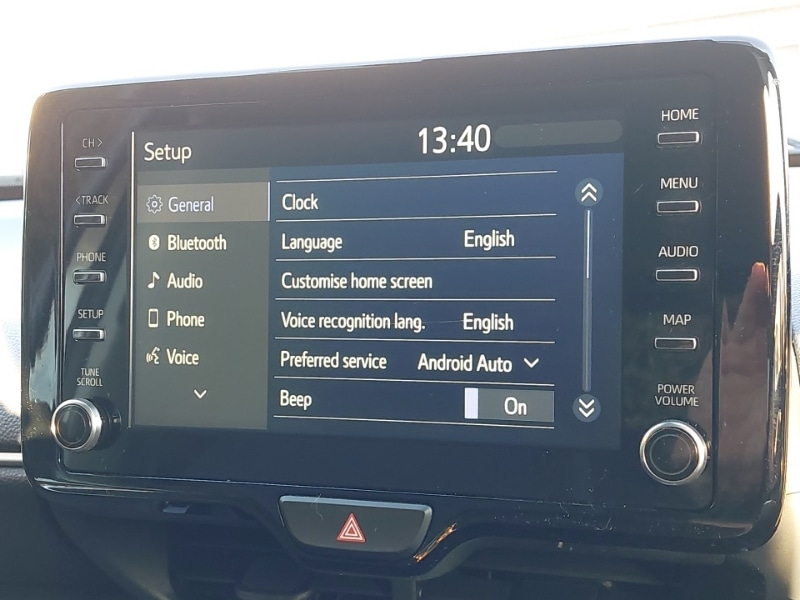 CH >
< TRACK
PHONE
SETUP
TUNE
SCROLL
Setup
13:40
General
Bluetooth
Audio
Phone
Voice
Clock
Language English
Customise home screen
Voice recognition lang. English
Preferred service Android Auto
Beep On
HOME
MENU
AUDIO
MAP
POWER
VOLUME